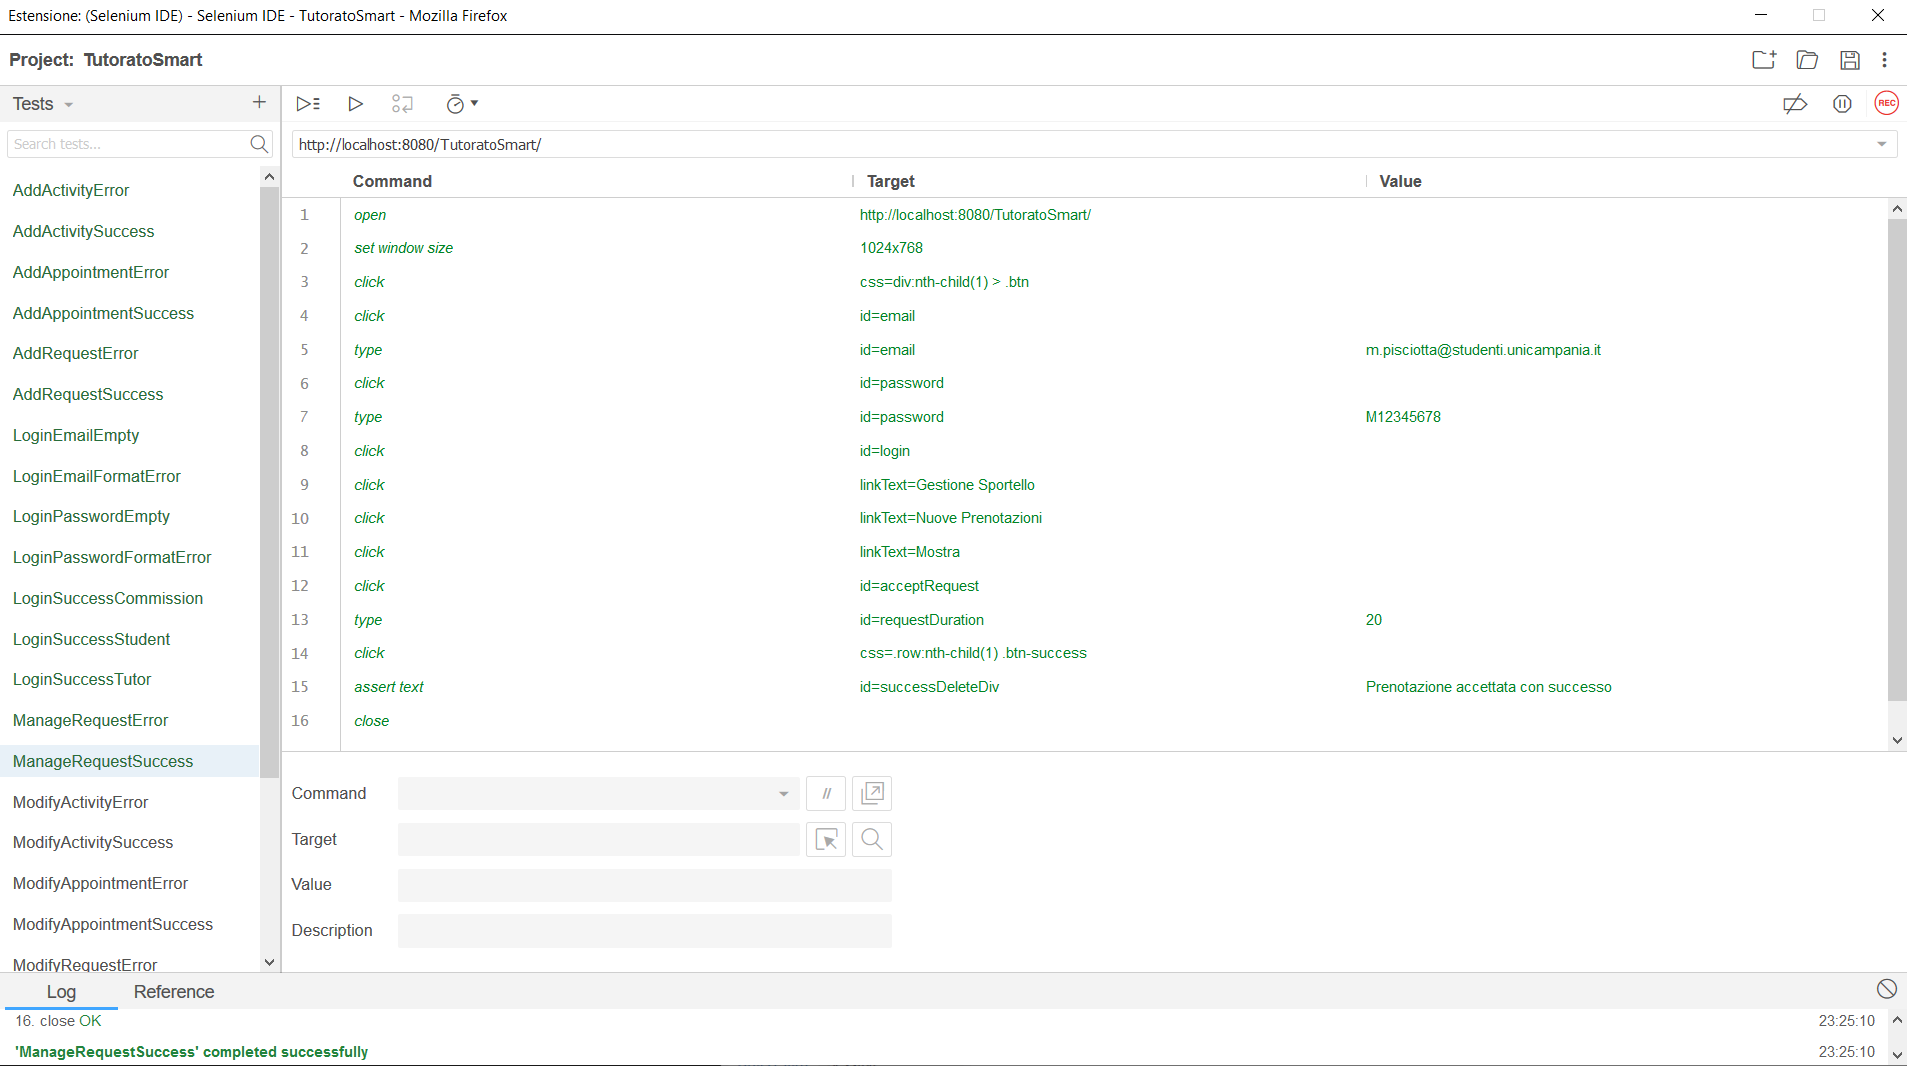 Estensione: (Selenium IDE) - Selenium IDE - TutoratoSmart - Mozilla Firefox
Project: TutoratoSmart
Tests
REC
Search tests...
http://localhost:8080/TutoratoSmart/
AddActivityError
AddActivitySuccess
AddAppointmentError
AddAppointmentSuccess
AddRequestError
AddRequestSuccess
LoginEmailEmpty
LoginEmailFormatError
LoginPasswordEmpty
LoginPasswordFormatError
LoginSuccessCommission
LoginSuccessStudent
LoginSuccessTutor
ManageRequestError
ManageRequestSuccess
ModifyActivityError
ModifyActivitySuccess
ModifyAppointmentError
ModifyAppointmentSuccess
ModifyRequestError
Command Target Value
1 open http://localhost:8080/TutoratoSmart/
2 set window size 1024x768
3 click css=div:nth-child(1) > .btn
4 click id=email
5 type id=email m.pisciotta@studenti.unicampania.it
6 click id=password
7 type id=password M12345678
8 click id=login
9 click linkText=Gestione Sportello
10 click linkText=Nuove Prenotazioni
11 click linkText=Mostra
12 click id=acceptRequest
13 type id=requestDuration 20
14 click css=.row:nth-child(1) .btn-success
15 assert text id=successDeleteDiv Prenotazione accettata con successo
16 close
Command //
Target
Value
Description
Log Reference
16. close OK 23:25:10
'ManageRequestSuccess' completed successfully 23:25:10